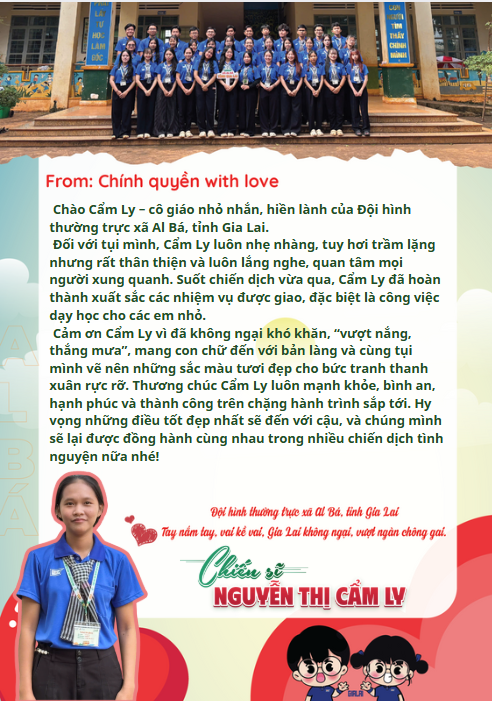 From: Chính quyền with love
Chào Cẩm Ly – cô giáo nhỏ nhắn, hiền lành của Đội hình
thường trực xã Al Bá, tỉnh Gia Lai.
Đối với tụi mình, Cẩm Ly luôn nhẹ nhàng, tuy hơi trầm lặng
nhưng rất thân thiện và luôn lắng nghe, quan tâm mọi
người xung quanh. Suốt chiến dịch vừa qua, Cẩm Ly đã hoàn
thành xuất sắc các nhiệm vụ được giao, đặc biệt là công việc
dạy học cho các em nhỏ.
Cảm ơn Cẩm Ly vì đã không ngại khó khăn, “vượt nắng,
thắng mưa”, mang con chữ đến với bản làng và cùng tụi
mình vẽ nên những sắc màu tươi đẹp cho bức tranh thanh
xuân rực rỡ. Thương chúc Cẩm Ly luôn mạnh khỏe, bình an,
hạnh phúc và thành công trên chặng hành trình sắp tới. Hy
vọng những điều tốt đẹp nhất sẽ đến với cậu, và chúng mình
sẽ lại được đồng hành cùng nhau trong nhiều chiến dịch tình
nguyện nữa nhé!
AL BÁ
Đội hình thường trực xã Al Bá, tỉnh Gia Lai
Tay nắm tay, vai kề vai, Gia Lai không ngại, vượt ngàn chông gai.
Chiến sĩ
NGUYỄN THỊ CẨM LY